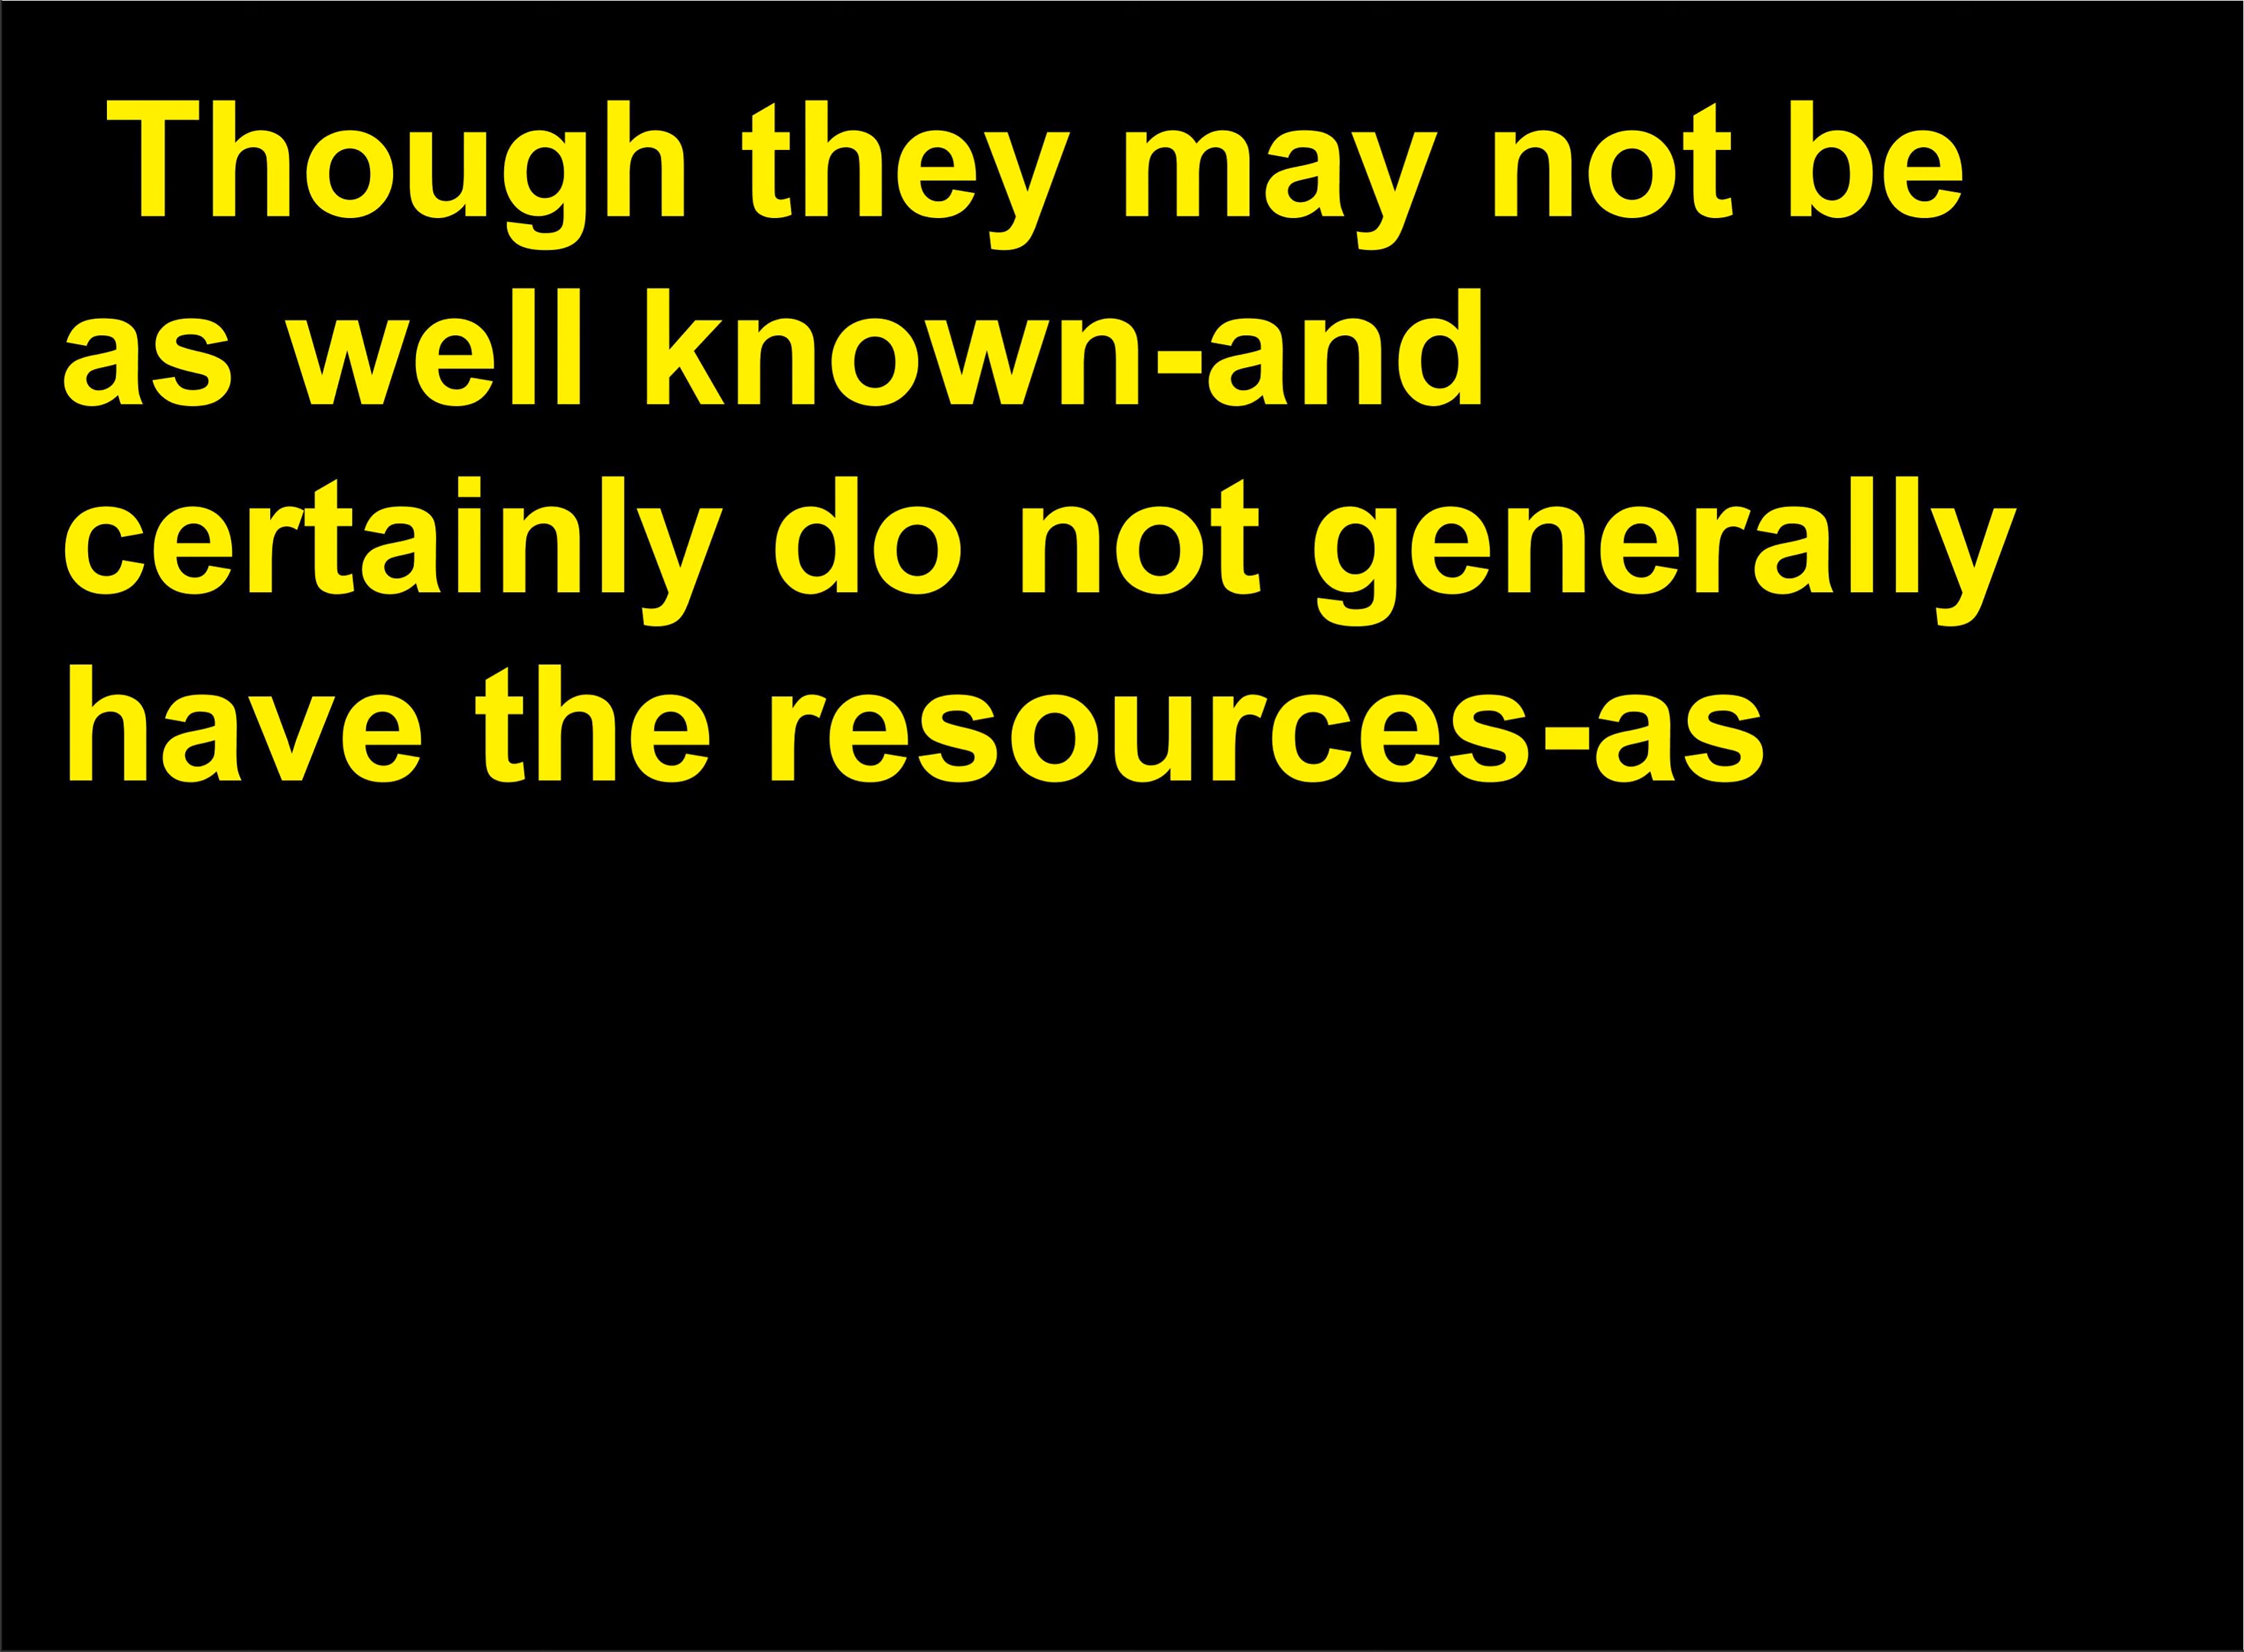 Though they may not be
as well known-and
certainly do not generally
have the resources-as